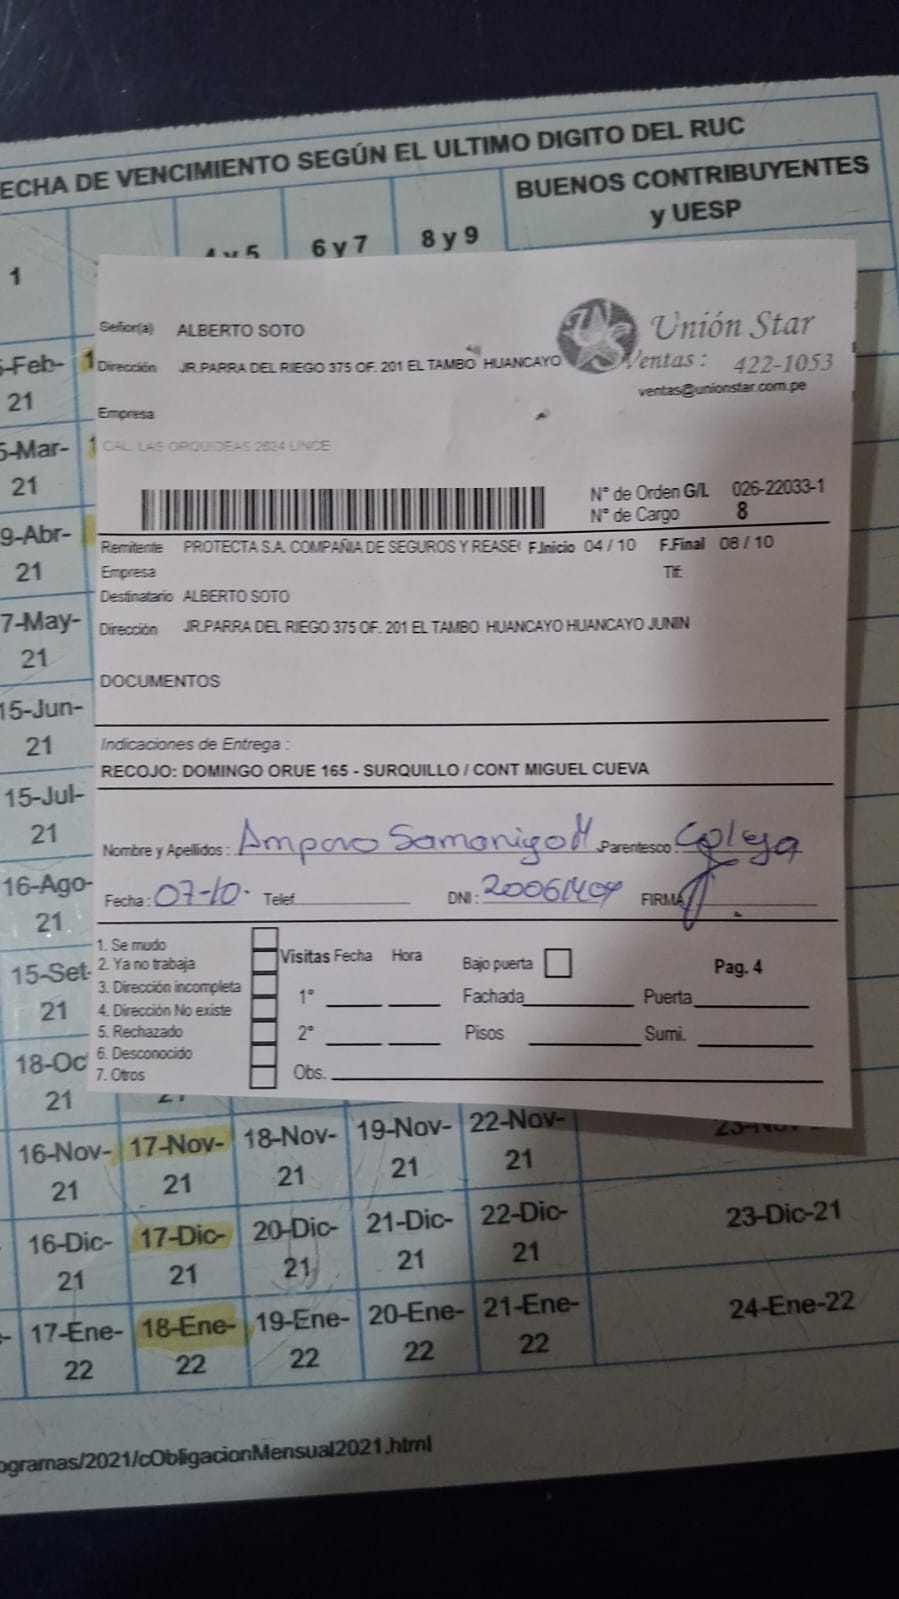 ECHA DE VENCIMIENTO SEGÚN EL ULTIMO DIGITO DEL RUC
BUENOS CONTRIBUYENTES
y UESP
1
4 y 5
6 y 7
8 y 9
-Feb-
21
-Mar-
21
9-Abr-
21
7-May-
21
15-Jun-
21
15-Jul-
21
16-Ago-
21
15-Set-
21
18-Oc
21
Señor(a) ALBERTO SOTO
Dirección JR.PARRA DEL RIEGO 375 OF. 201 EL TAMBO HUANCAYO
Empresa
CAL. LAS ORQUIDEAS 2624 LINCE
Unión Star
Ventas : 422-1053
ventas@unionstar.com.pe
N° de Orden G/L 026-22033-1
N° de Cargo 8
Remitente PROTECTA S.A. COMPAÑIA DE SEGUROS Y REASE F.Inicio 04 / 10 F.Final 08 / 10
Empresa Tlf.
Destinatario ALBERTO SOTO
Dirección JR.PARRA DEL RIEGO 375 OF. 201 EL TAMBO HUANCAYO HUANCAYO JUNIN
DOCUMENTOS
Indicaciones de Entrega :
RECOJO: DOMINGO ORUE 165 - SURQUILLO / CONT MIGUEL CUEVA
Nombre y Apellidos : Amparo Samanigo M Parentesco :
Fecha : 07-10. Telef. DNI : FIRMA
1. Se mudo
2. Ya no trabaja
3. Dirección incompleta
4. Dirección No existe
5. Rechazado
6. Desconocido
7. Otros
Visitas Fecha Hora
1°
2°
Obs.
Bajo puerta
Fachada Puerta
Pisos Sumi.
Pag. 4
16-Nov- 17-Nov- 18-Nov- 19-Nov- 22-Nov-
21 21 21 21 21
16-Dic- 17-Dic- 20-Dic- 21-Dic- 22-Dic- 23-Dic-21
21 21 21 21 21
17-Ene- 18-Ene- 19-Ene- 20-Ene- 21-Ene- 24-Ene-22
22 22 22 22 22
ogramas/2021/cObligacionMensual2021.html